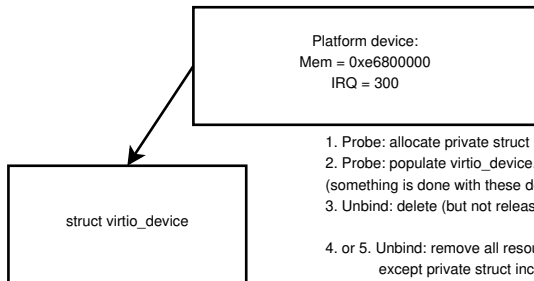 Platform device:
Mem = 0xe6800000
IRQ = 300
1. Probe: allocate private struct
2. Probe: populate virtio_device
(something is done with these
3. Unbind: delete (but not
struct virtio_device
4. or 5. Unbind: remove all
except private struct